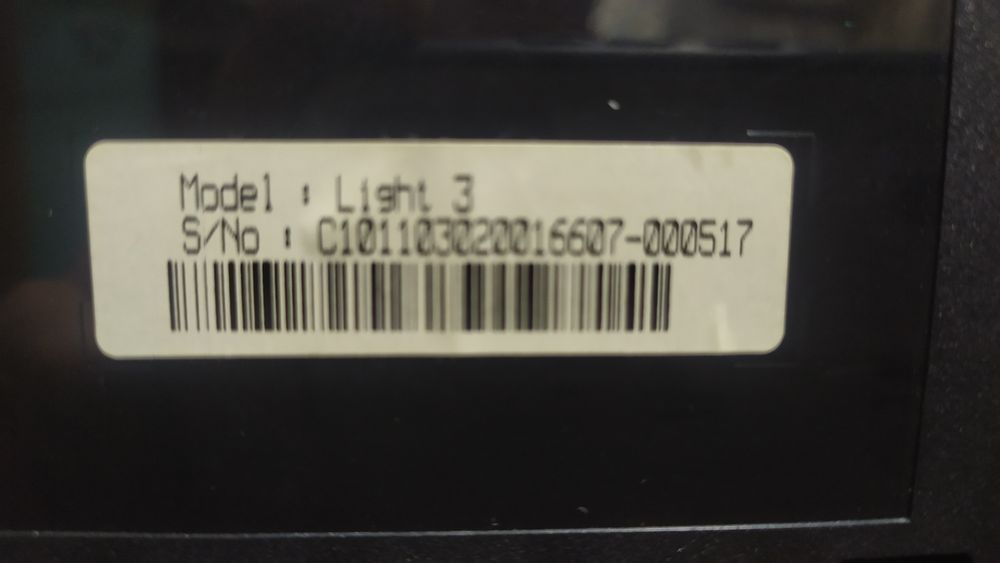 Model : Light 3
S/No : C101103020016607-000517